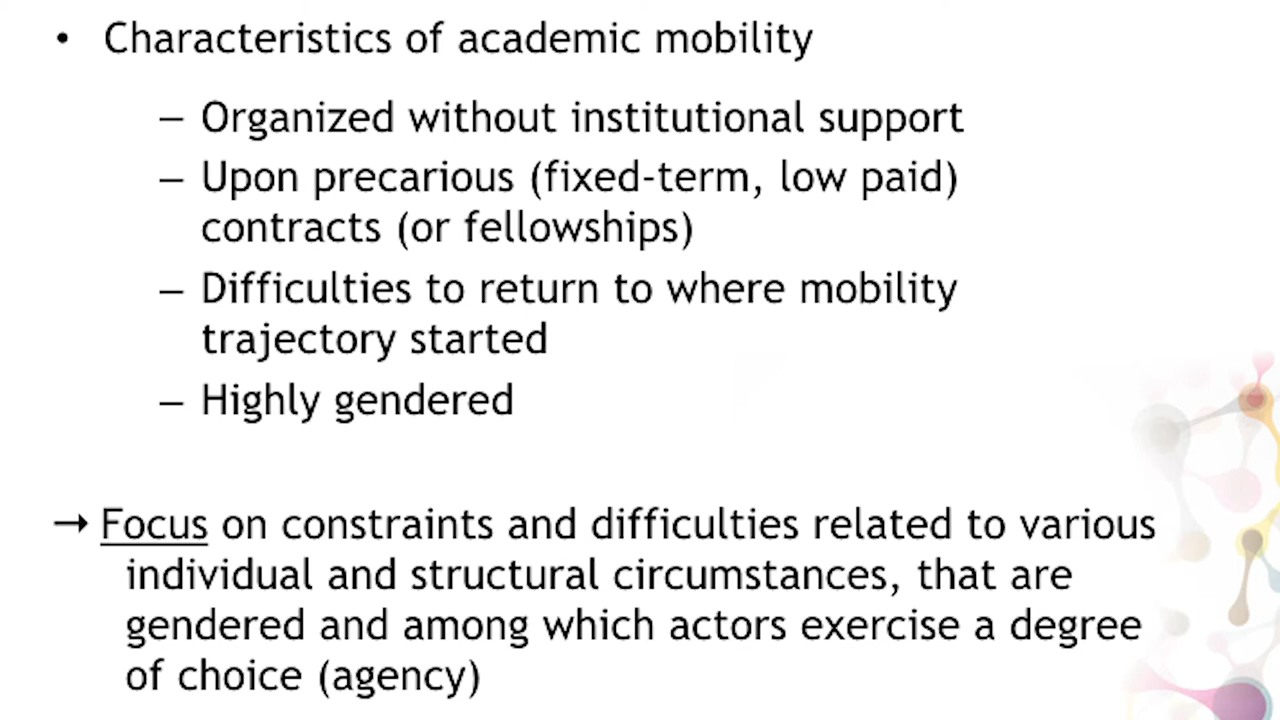 • Characteristics of academic mobility
– Organized without institutional support
– Upon precarious (fixed-term, low paid)
contracts (or fellowships)
– Difficulties to return to where mobility
trajectory started
– Highly gendered
→ Focus on constraints and difficulties related to various
individual and structural circumstances, that are
gendered and among which actors exercise a degree
of choice (agency)